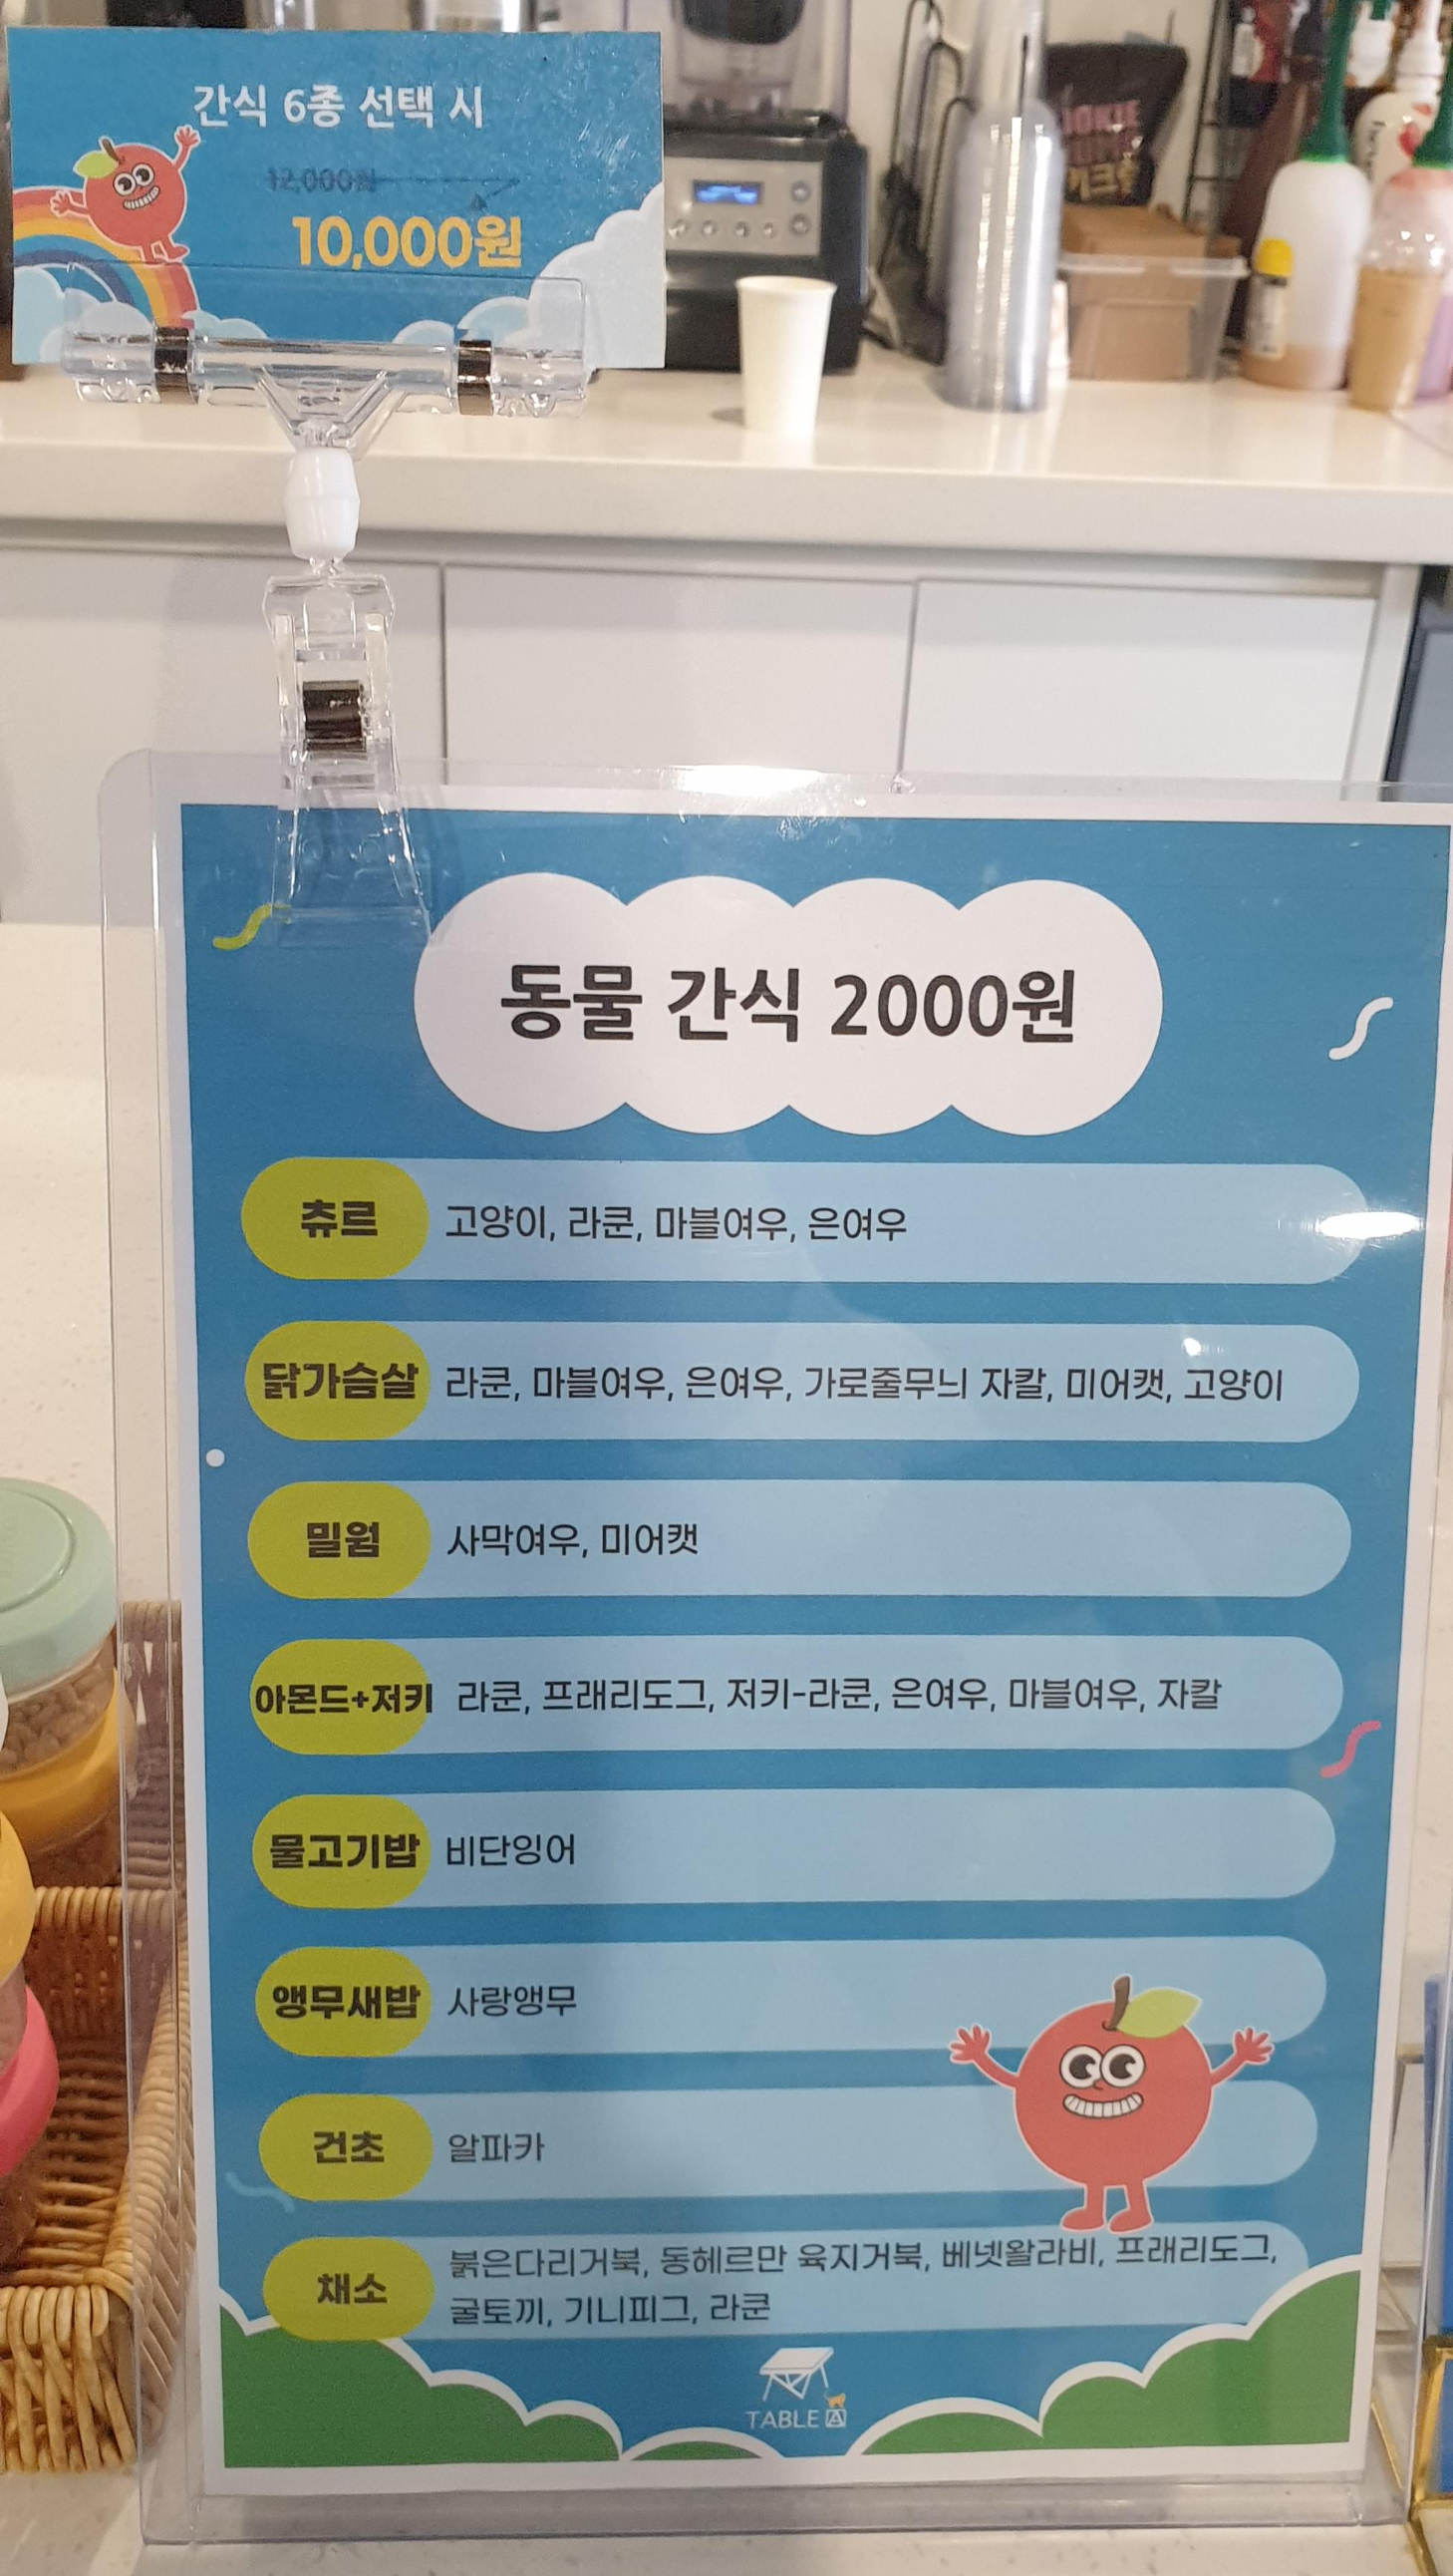 간식 6종 선택 시
12,000원
10,000원
동물 간식 2000원
츄르 고양이, 라쿤, 마블여우, 은여우
닭가슴살 라쿤, 마블여우, 은여우, 가로줄무늬 자칼, 미어캣, 고양이
밀웜 사막여우, 미어캣
아몬드+저키 라쿤, 프래리도그, 저키-라쿤, 은여우, 마블여우, 자칼
물고기밥 비단잉어
앵무새밥 사랑앵무
건초 알파카
채소 붉은다리거북, 동헤르만 육지거북, 베넷왈라비, 프래리도그,
굴토끼, 기니피그, 라쿤
TABLE A